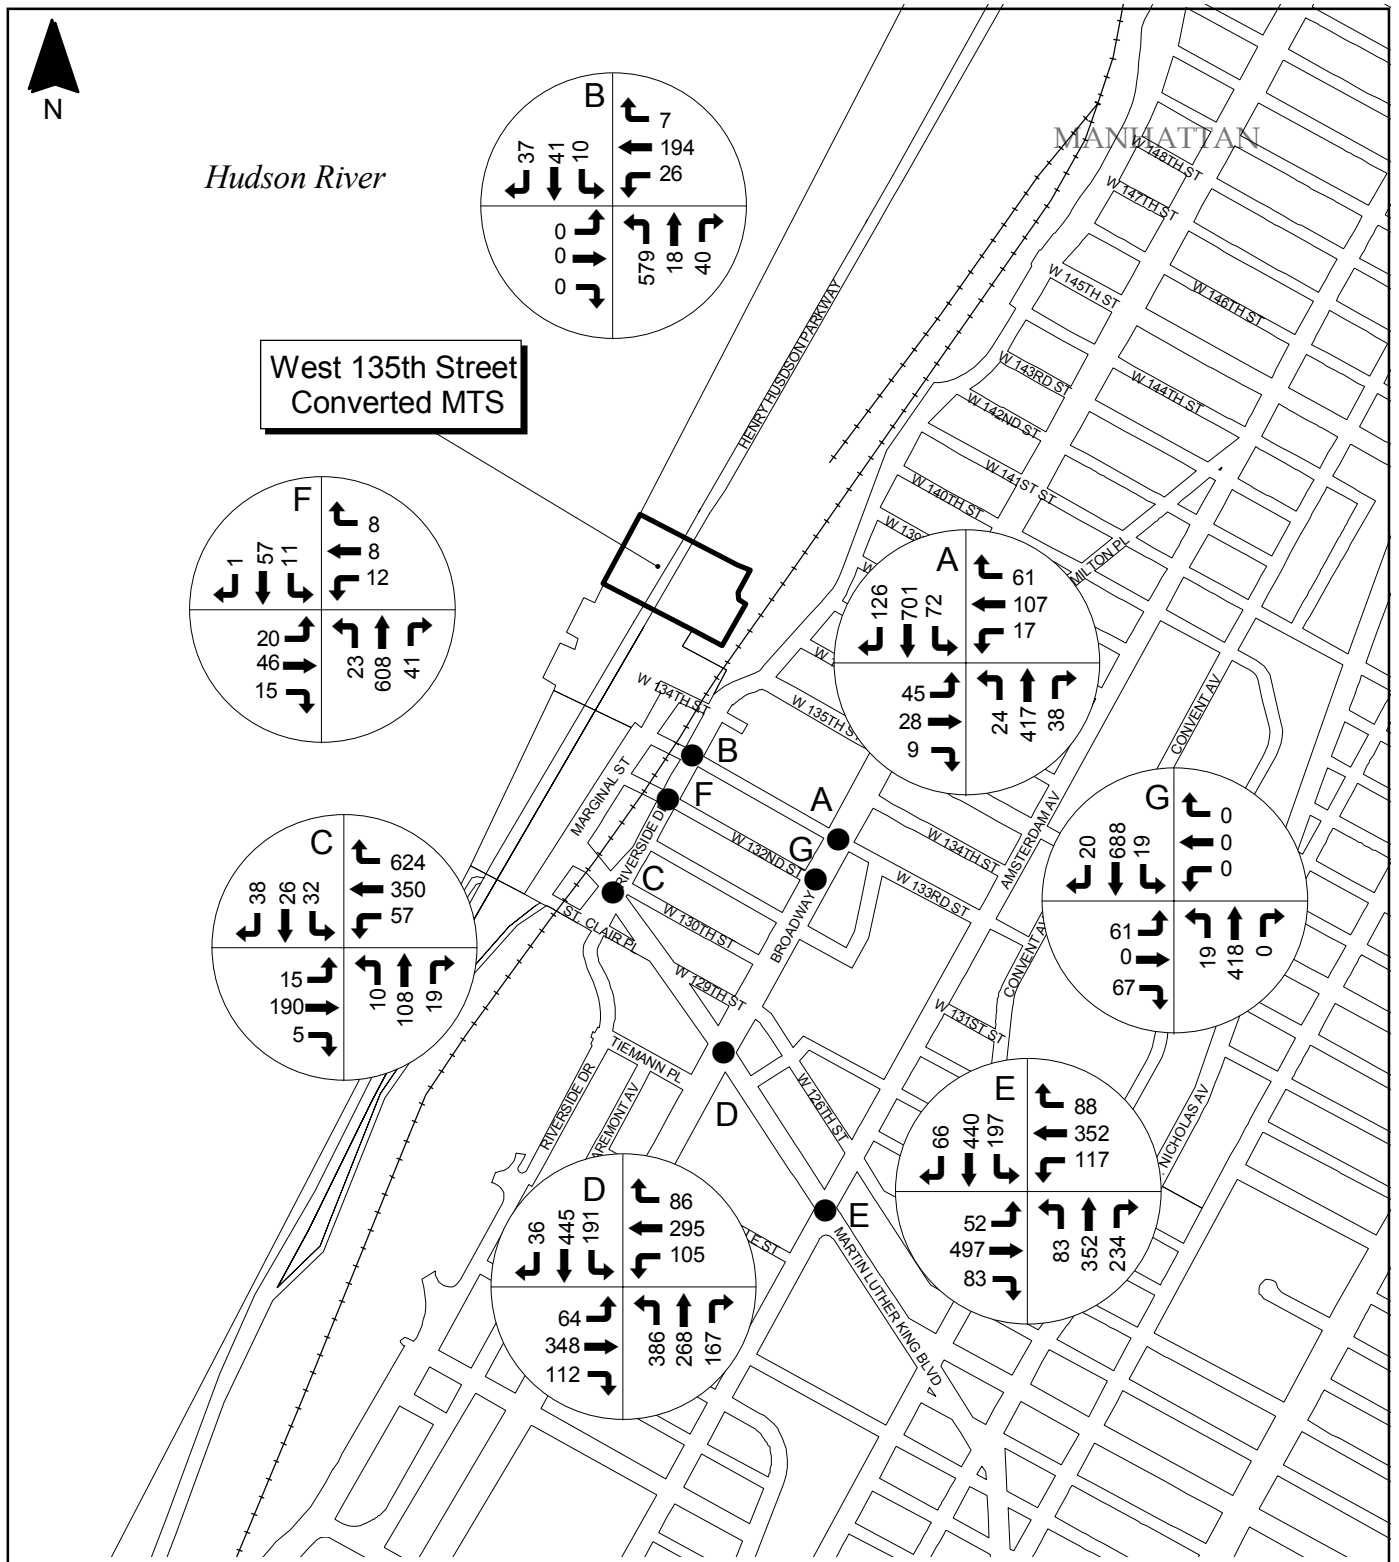 N
Hudson River
MANHATTAN
B
37
41
10
7
194
26
0
0
0
579
18
40
West 135th Street
Converted MTS
HENRY HUSDSON PARKWAY
W 148TH ST
W 147TH ST
W 145TH ST
W 146TH ST
W 143RD ST
W 144TH ST
W 142ND ST
W 141ST ST
W 140TH ST
W 139
MILTON PL
F
1
57
11
8
8
12
20
46
15
23
608
41
A
126
701
72
61
107
17
45
28
9
24
417
38
W 134TH ST
W 135TH ST
CONVENT AV
MARGINAL ST
B
F
A
G
C
RIVERSIDE DR
W 132ND ST
W 134TH ST
W 133RD ST
AMSTERDAM AV
G
20
688
19
0
0
0
61
0
67
19
418
0
C
38
26
32
624
350
57
15
190
5
10
108
19
ST. CLAIR PL
W 130TH ST
BROADWAY
W 129TH ST
CONVENT AV
W 131ST ST
TIEMANN PL
RIVERSIDE DR
AREMONT AV
D
W 126TH ST
NICHOLAS AV
E
66
440
197
88
352
117
52
497
83
83
352
234
D
36
445
191
86
295
105
64
348
112
386
268
167
LE ST
E
MARTIN LUTHER KING BLVD